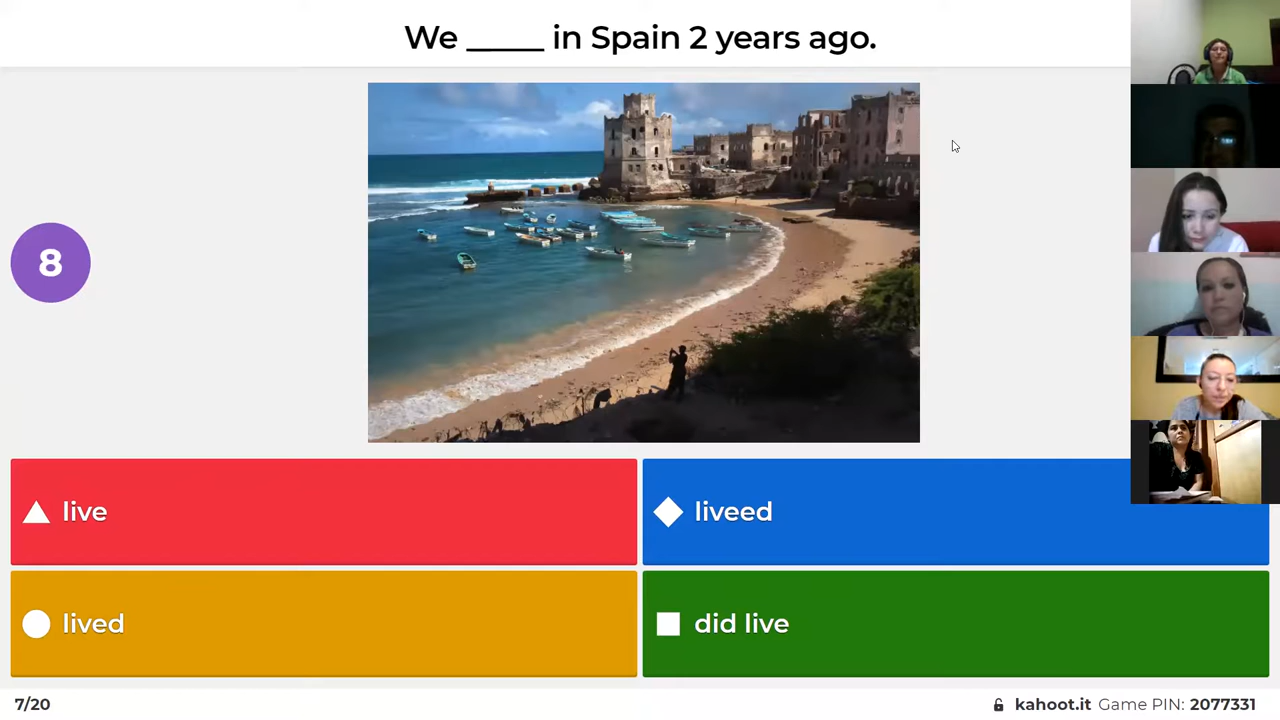 We _____ in Spain 2 years ago.
8
live
liveed
lived
did live
7/20
kahoot.it Game PIN: 2077331